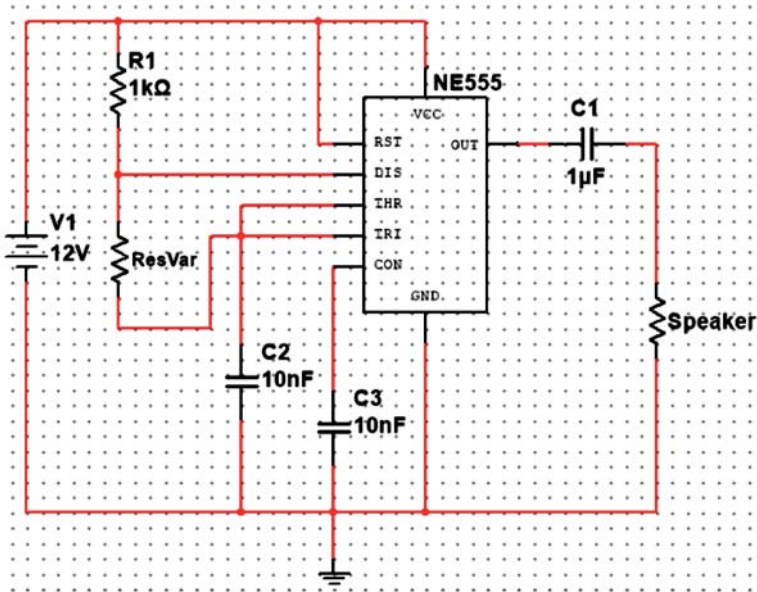 R1
1kΩ
NE555
VCC
C1
RST
OUT
DIS
1µF
THR
V1
12V
ResVar
TRI
CON
GND
Speaker
C2
10nF
C3
10nF